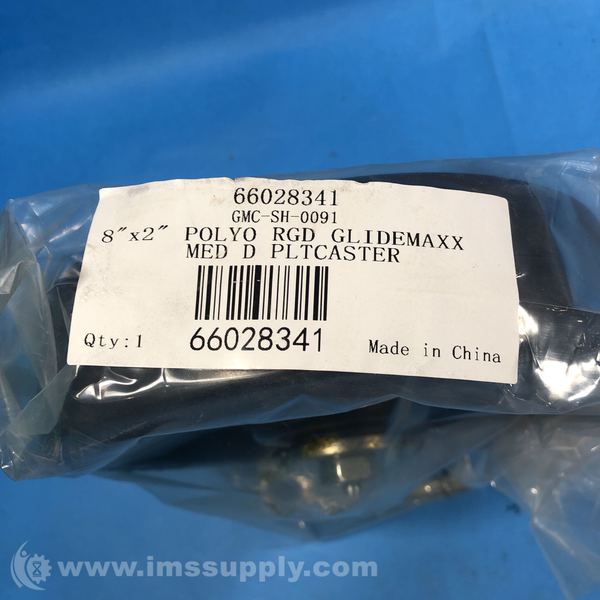 66028341
GMC-SH-0091
8"x2" POLYO RGD GLIDEMAXX
MED D PLTCASTER
Qty:1
66028341
Made in China
www.imssupply.com
IMS